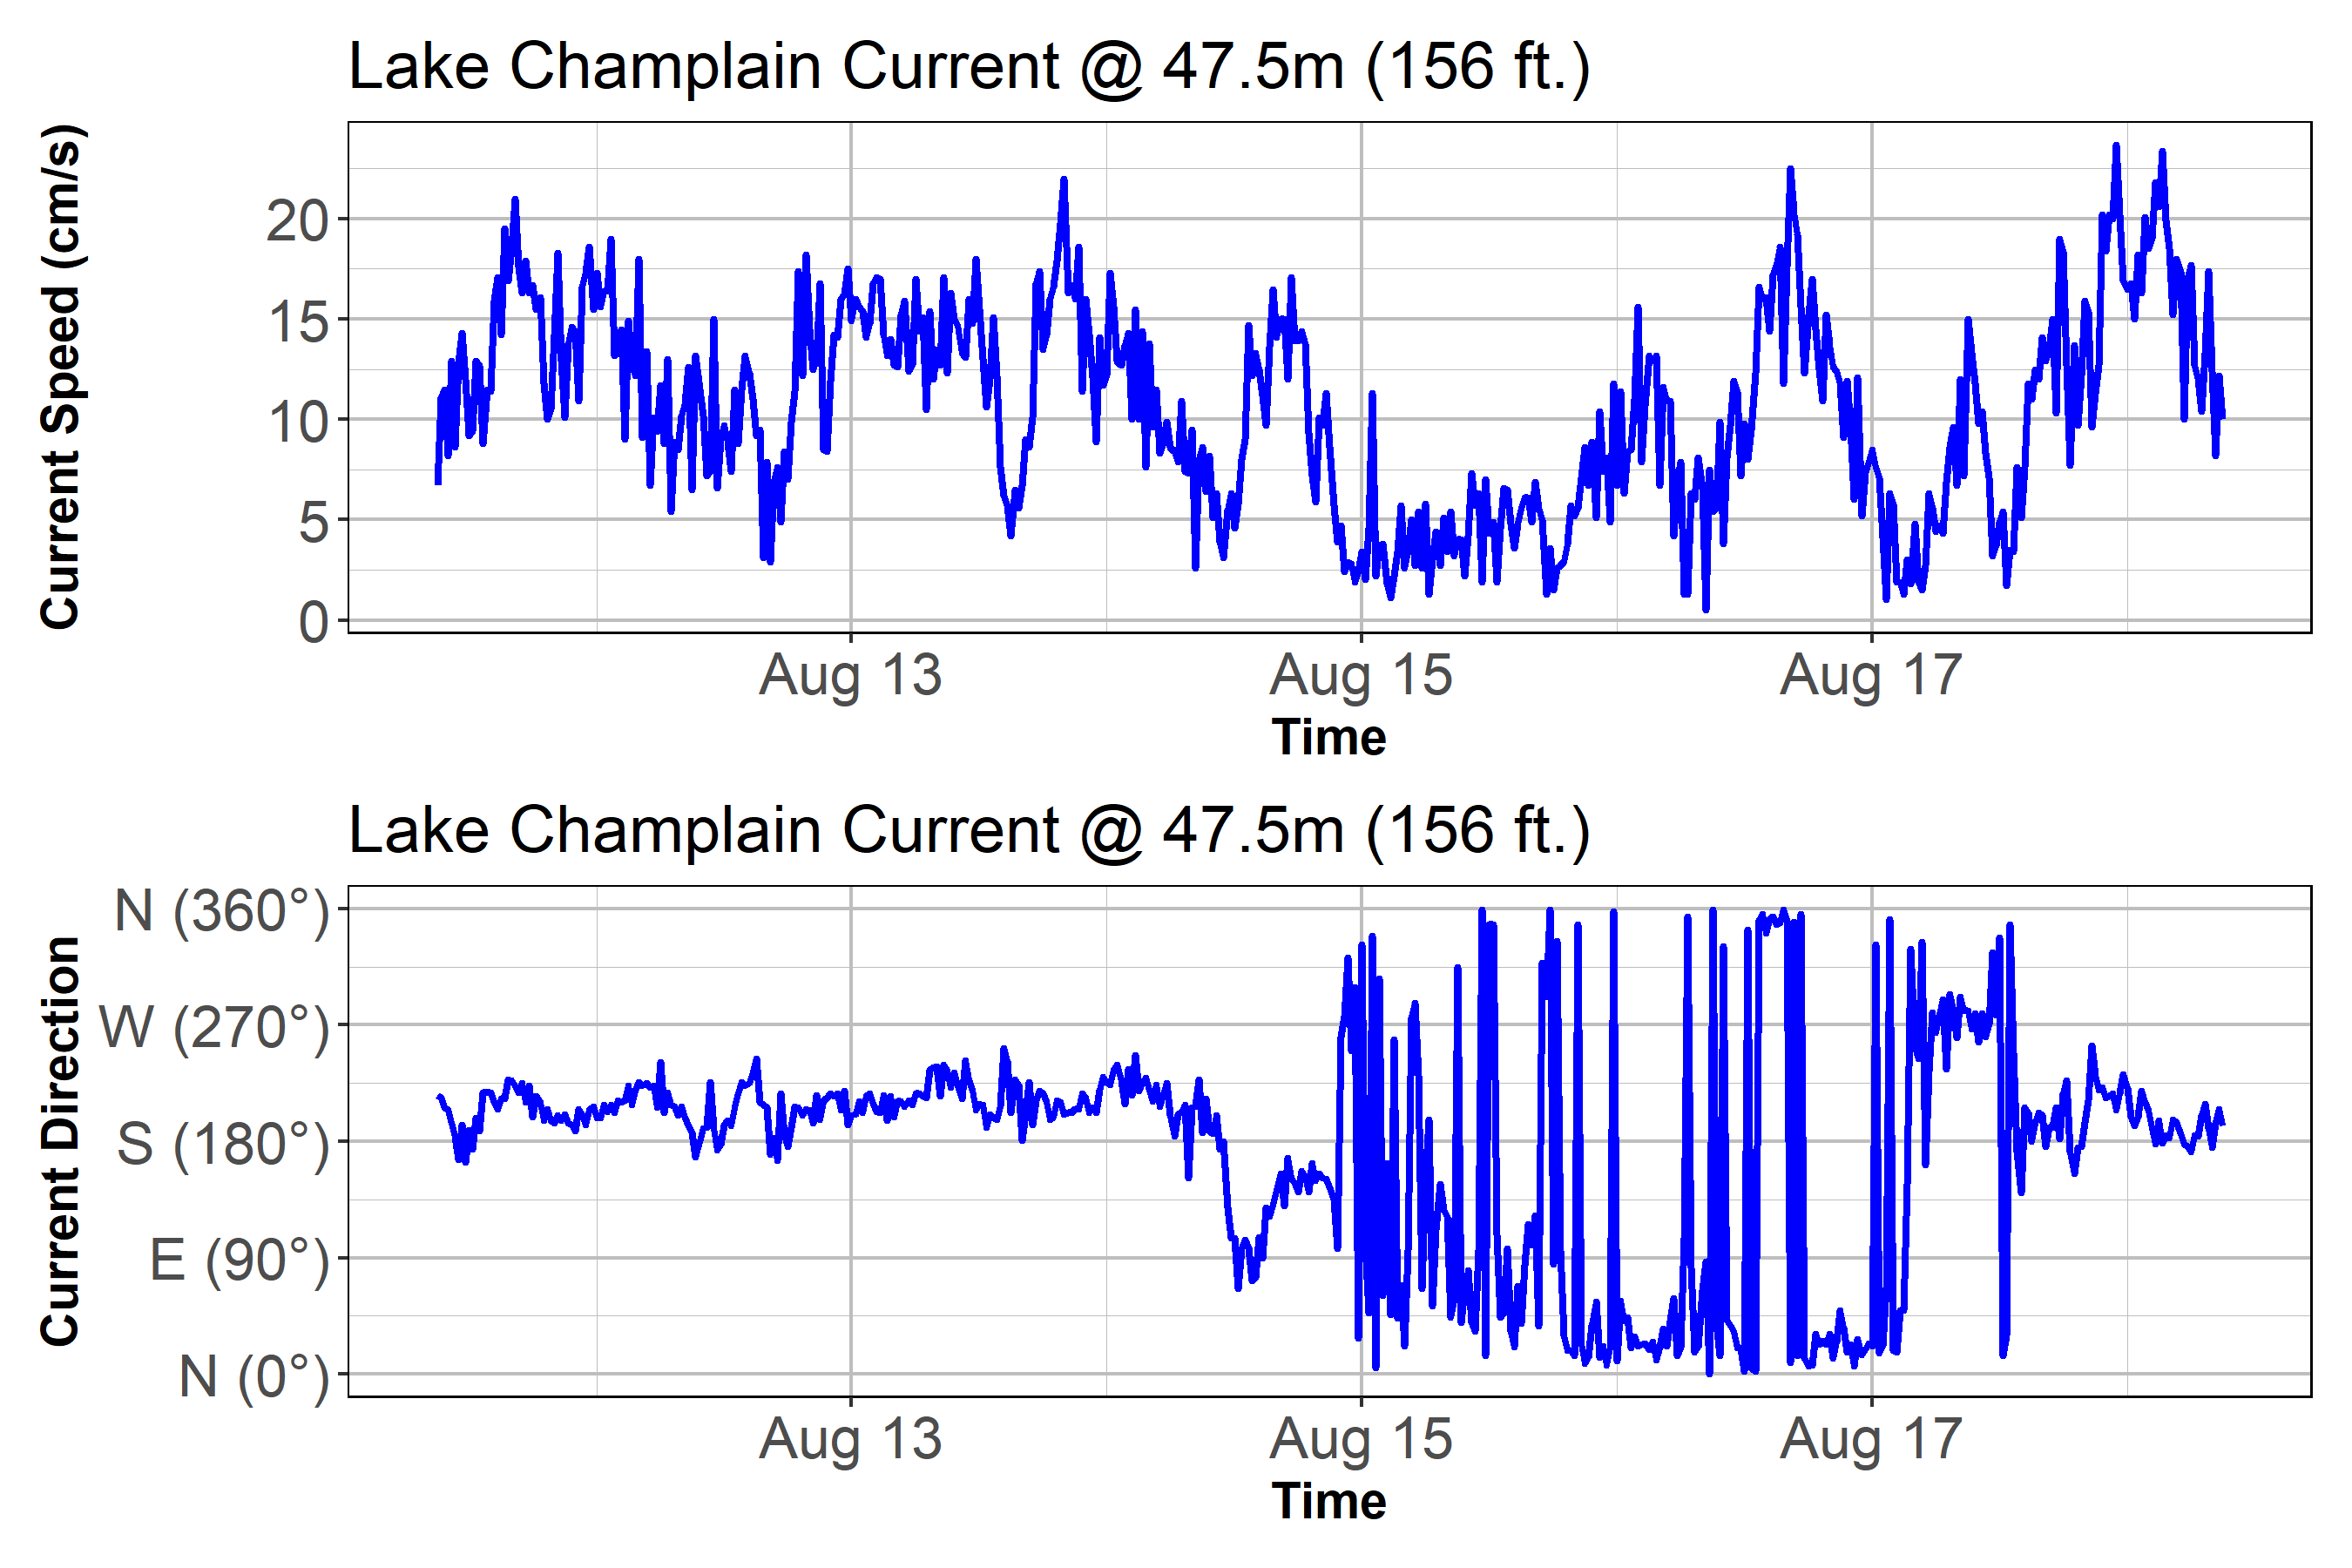 Lake Champlain Current @ 47.5m (156 ft.)
Current Speed (cm/s)
20
15
10
5
0
Aug 13 Aug 15 Aug 17
Time
Lake Champlain Current @ 47.5m (156 ft.)
Current Direction
N (360°)
W (270°)
S (180°)
E (90°)
N (0°)
Aug 13 Aug 15 Aug 17
Time